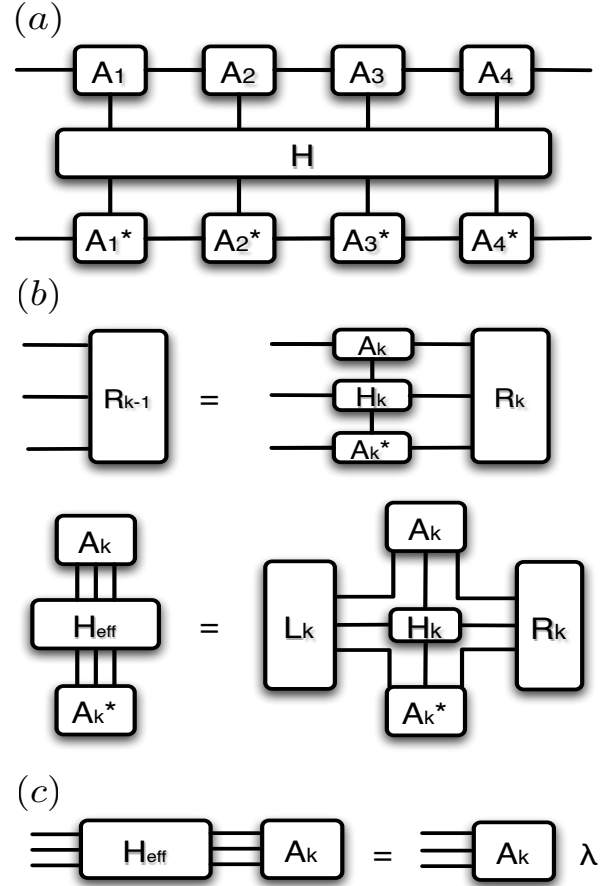 (a)
A1 A2 A3 A4
H
A1* A2* A3* A4*
(b)
Ak
Rk-1 = Hk Rk
Ak*
Ak Ak
Heff = Lk Hk Rk
Ak* Ak*
(c)
Heff Ak = Ak λ